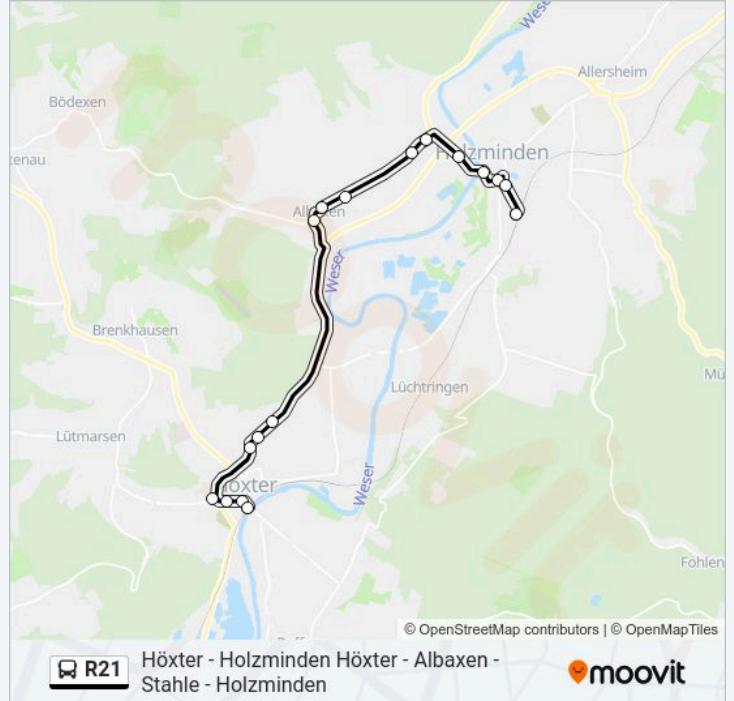 Weser
Allersheim
Bödexen
Holzminden
tenau
Albaxen
Weser
Brenkhausen
Mü
Lüchtringen
Lütmarsen
Höxter
Weser
Fohlen
© OpenStreetMap contributors | © OpenMapTiles
R21
Höxter - Holzminden Höxter - Albaxen -
Stahle - Holzminden
moovit